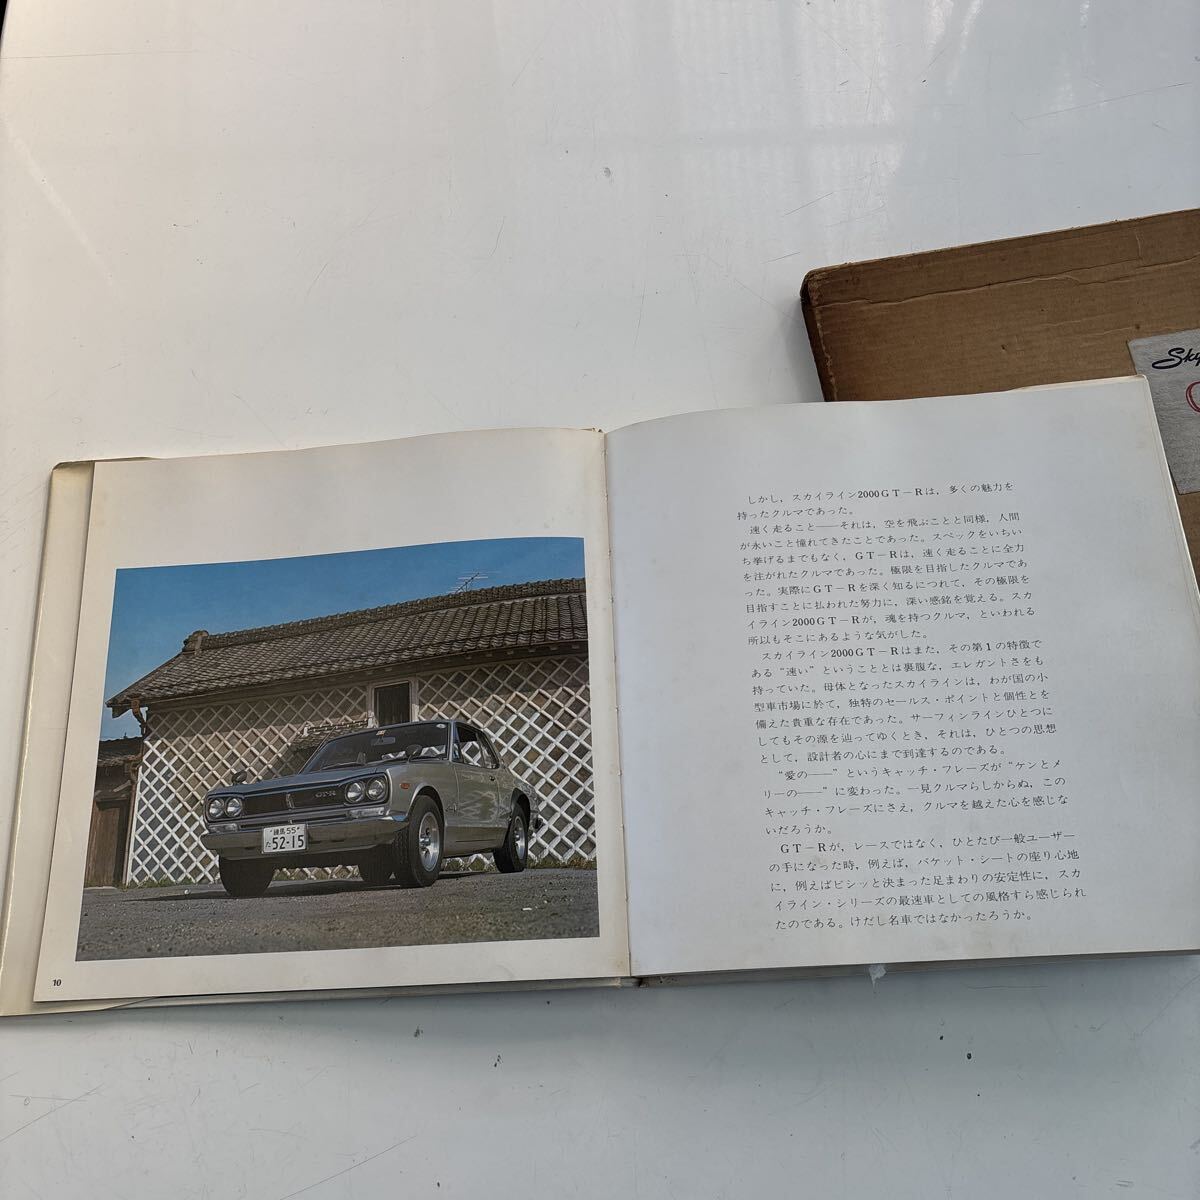 GT-R
練馬 55
た 52-15
10
しかし，スカイライン2000ＧＴ－Ｒは，多くの魅力を
持ったクルマであった。
速く走ること――それは，空を飛ぶことと同様，人間
が永いこと憧れてきたことであった。スペックをいちい
ち挙げるまでもなく，ＧＴ－Ｒは，速く走ることに全力
を注がれたクルマであった。極限を目指したクルマであ
った。実際にＧＴ－Ｒを深く知るにつれて，その極限を
目指すことに払われた努力に，深い感銘を覚える。スカ
イライン2000ＧＴ－Ｒが，魂を持つクルマ，といわれる
所以もそこにあるような気がした。
スカイライン2000ＧＴ－Ｒはまた，その第１の特徴で
ある“速い”ということとは裏腹な，エレガントさをも
持っていた。母体となったスカイラインは，わが国の小
型車市場に於て，独特のセールス・ポイントと個性とを
備えた貴重な存在であった。サーフィンラインひとつに
してもその源を辿ってゆくとき，それは，ひとつの思想
として，設計者の心にまで到達するのである。
“愛の――”というキャッチ・フレーズが“ケンとメ
リーの――”に変わった。一見クルマらしからぬ，この
キャッチ・フレーズにさえ，クルマを越えた心を感じな
いだろうか。
ＧＴ－Ｒが，レースではなく，ひとたび一般ユーザー
の手になった時，例えば，バケット・シートの座り心地
に，例えばピシッと決まった足まわりの安定性に，スカ
イライン・シリーズの最速車としての風格すら感じられ
たのである。けだし名車ではなかったろうか。